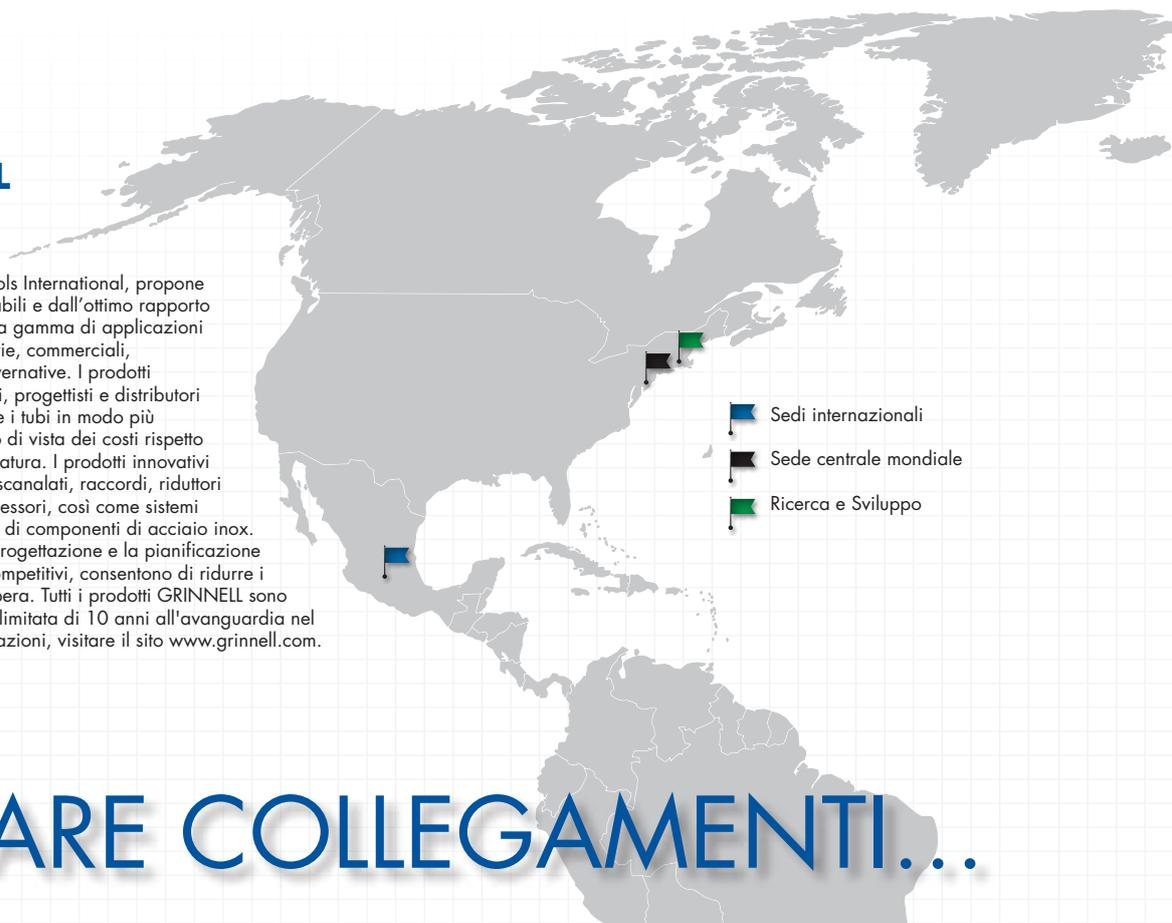 L
ols International, propone
abili e dall’ottimo rapporto
a gamma di applicazioni
rie, commerciali,
vernative. I prodotti
i, progettisti e distributori
e i tubi in modo più
o di vista dei costi rispetto
atura. I prodotti innovativi
scanalati, raccordi, riduttori
essori, così come sistemi
di componenti di acciaio inox.
rogettazione e la pianificazione
ompetitivi, consentono di ridurre i
pera. Tutti i prodotti GRINNELL sono
limitata di 10 anni all'avanguardia nel
azioni, visitare il sito www.grinnell.com.
Sedi internazionali
Sede centrale mondiale
Ricerca e Sviluppo
ARE COLLEGAMENTI...